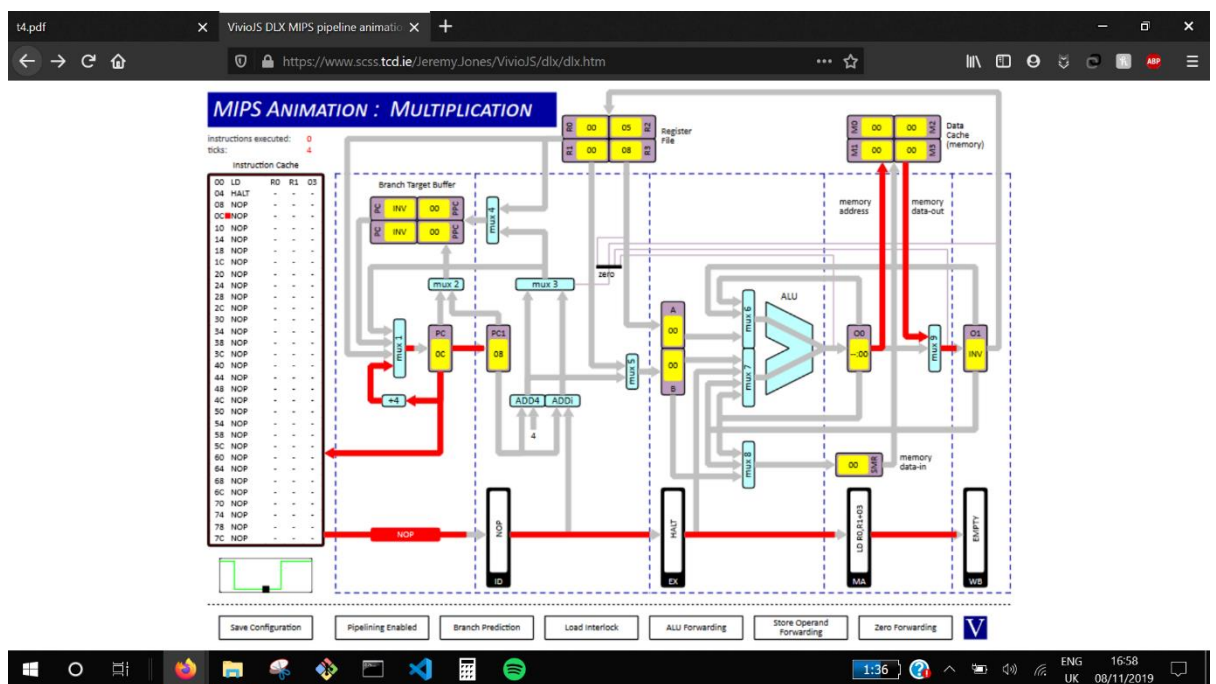 t4.pdf
VivioJS DLX MIPS pipeline animatio
https://www.scss.tcd.ie/Jeremy.Jones/VivioJS/dlx/dlx.htm
ABP
MIPS ANIMATION : MULTIPLICATION
instructions executed: 0
ticks: 4
Instruction Cache
00 LD R0 R1 03
04 HALT - - -
08 NOP - - -
0C NOP - - -
10 NOP - - -
14 NOP - - -
18 NOP - - -
1C NOP - - -
20 NOP - - -
24 NOP - - -
28 NOP - - -
2C NOP - - -
30 NOP - - -
34 NOP - - -
38 NOP - - -
3C NOP - - -
40 NOP - - -
44 NOP - - -
48 NOP - - -
4C NOP - - -
50 NOP - - -
54 NOP - - -
58 NOP - - -
5C NOP - - -
60 NOP - - -
64 NOP - - -
68 NOP - - -
6C NOP - - -
70 NOP - - -
74 NOP - - -
78 NOP - - -
7C NOP - - -
R0 00 05 R2
R1 00 08 R3
Register
File
M0 00 00 M2
M1 00 00 M3
Data
Cache
(memory)
Branch Target Buffer
PC INV 00 PPC
PC INV 00 PPC
mux 4
memory
address
memory
data-out
zero
mux 2
mux 3
mux 1
PC
0C
PC1
08
+4
ADD4
ADDi
4
mux 5
A
00
00
B
mux 6
mux 7
ALU
O0
--:00
mux 9
O1
INV
mux 8
00 SMR
memory
data-in
NOP
NOP
ID
HALT
EX
LD R0,R1+03
MA
EMPTY
WB
Save Configuration
Pipelining Enabled
Branch Prediction
Load Interlock
ALU Forwarding
Store Operand
Forwarding
Zero Forwarding
V
1:36
ENG
UK
16:58
08/11/2019